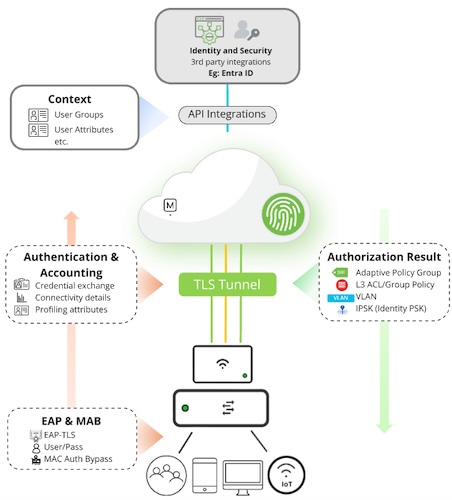 Identity and Security
3rd party integrations
Eg: Entra ID
Context
User Groups
User Attributes
etc.
API Integrations
M
Authentication &
Accounting
Credential exchange
Connectivity details
Profiling attributes
TLS Tunnel
Authorization Result
SGT
Adaptive Policy Group
L3 ACL/Group Policy
VLAN
VLAN
IPSK (Identity PSK)
EAP & MAB
EAP-TLS
User/Pass
MAC Auth Bypass
IoT